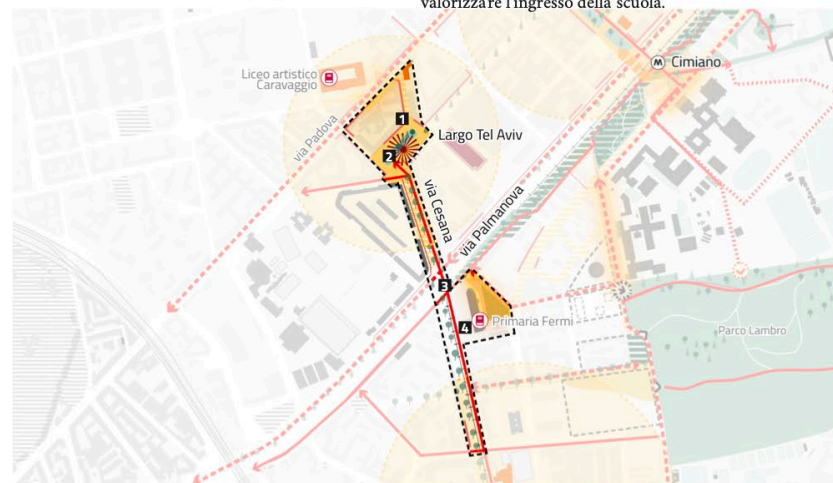 valorizzare l'ingresso della scuola.
Liceo artistico
Caravaggio
M Cimiano
via Padova
1
Largo Tel Aviv
2
via Cesana
via Palmanova
3
4
Primaria Fermi
Parco Lambro